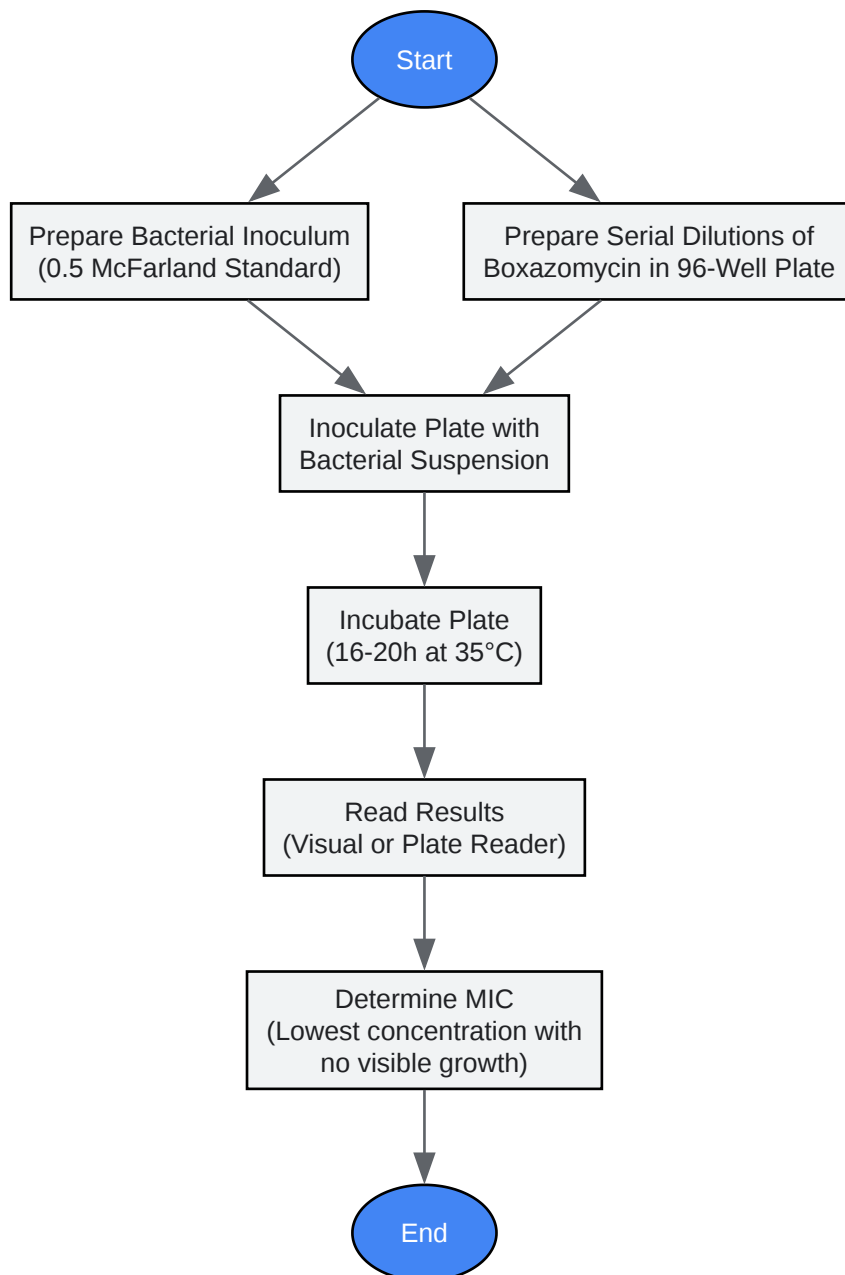 Start
Prepare Bacterial Inoculum
(0.5 McFarland Standard)
Prepare Serial Dilutions of
Boxazomycin in 96-Well Plate
Inoculate Plate with
Bacterial Suspension
Incubate Plate
(16-20h at 35°C)
Read Results
(Visual or Plate Reader)
Determine MIC
(Lowest concentration with
no visible growth)
End